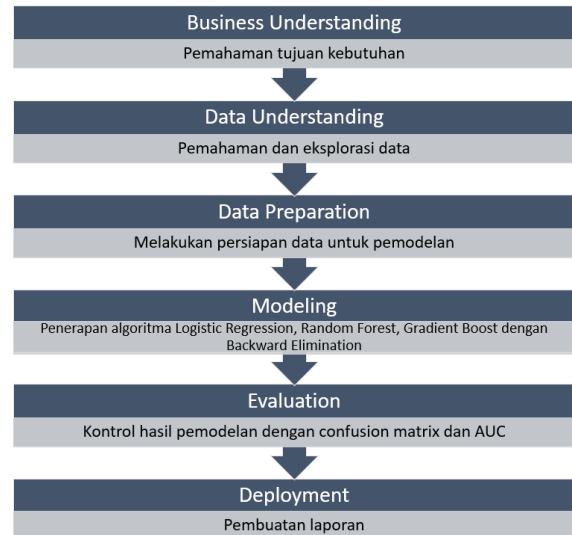 Business Understanding
Pemahaman tujuan kebutuhan
Data Understanding
Pemahaman dan eksplorasi data
Data Preparation
Melakukan persiapan data untuk pemodelan
Modeling
Penerapan algoritma Logistic Regression, Random Forest, Gradient Boost dengan
Backward Elimination
Evaluation
Kontrol hasil pemodelan dengan confusion matrix dan AUC
Deployment
Pembuatan laporan